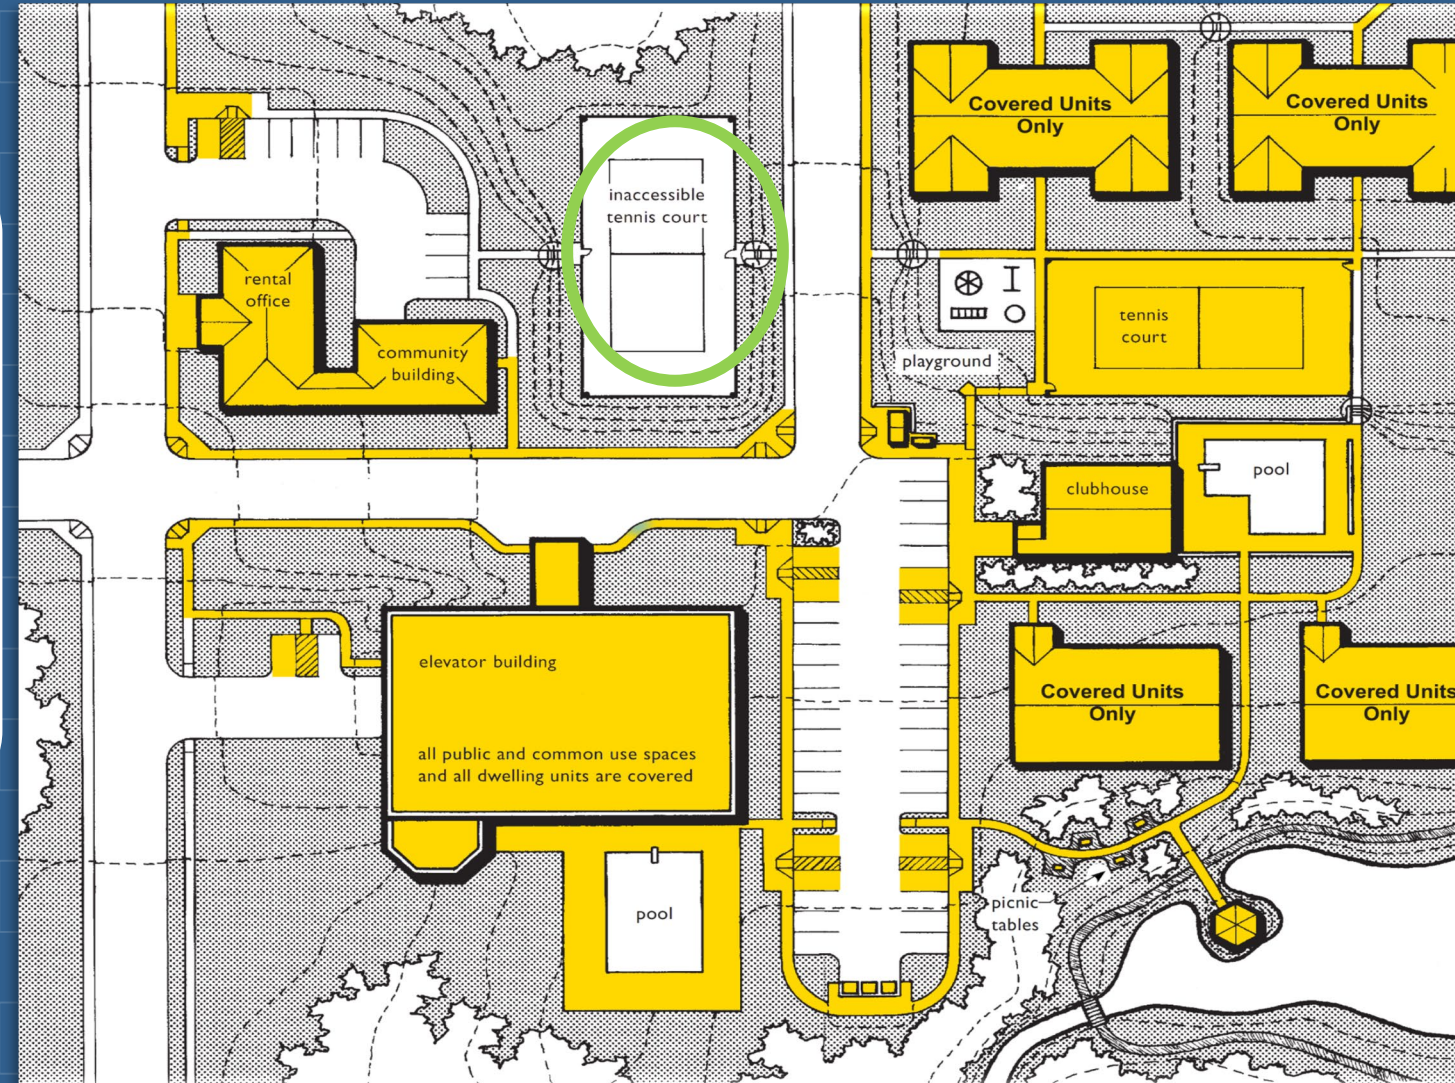 Covered Units
Only
Covered Units
Only
inaccessible
tennis court
rental
office
community
building
tennis
court
playground
pool
clubhouse
elevator building
all public and common use spaces
and all dwelling units are covered
Covered Units
Only
Covered Units
Only
pool
picnic
tables